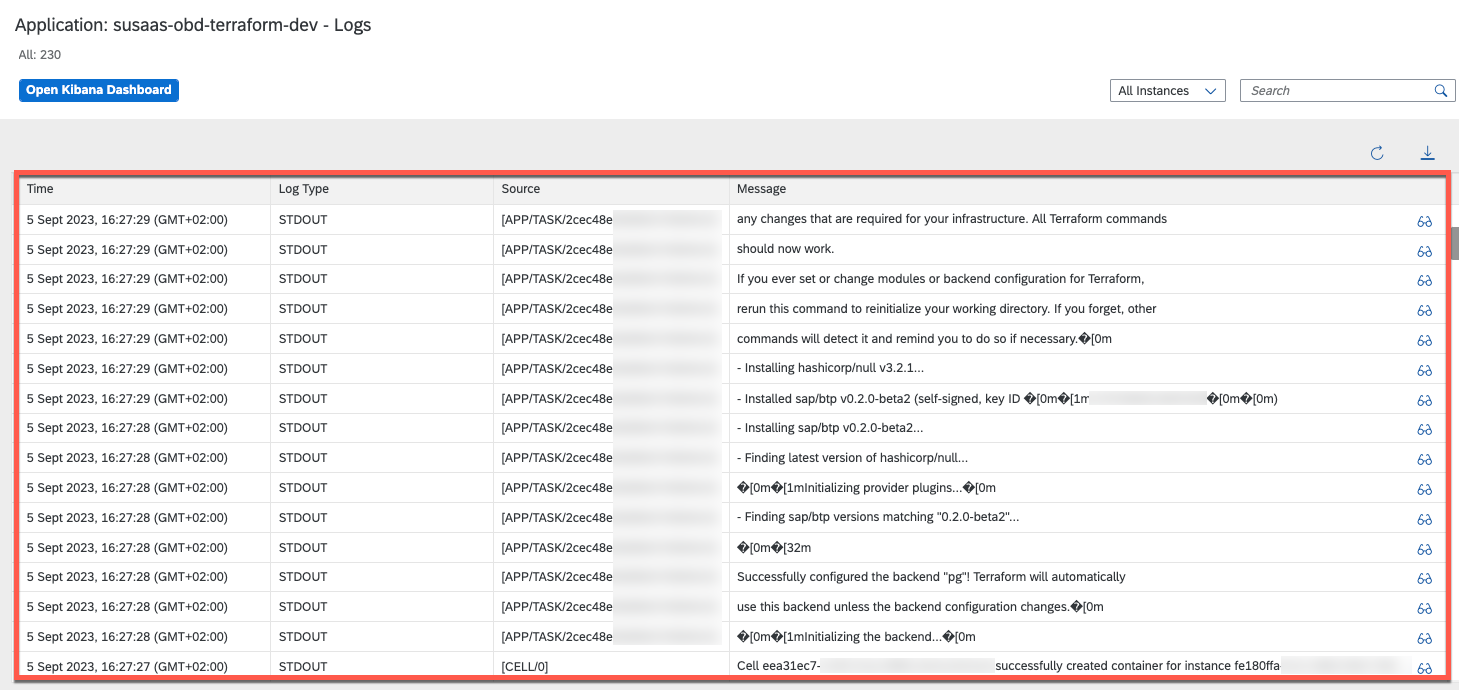 Application: susaas-obd-terraform-dev - Logs
All: 230
Open Kibana Dashboard
All Instances
Search
Time Log Type Source Message
5 Sept 2023, 16:27:29 (GMT+02:00) STDOUT [APP/TASK/2cec48e any changes that are required for your infrastructure. All Terraform commands
5 Sept 2023, 16:27:29 (GMT+02:00) STDOUT [APP/TASK/2cec48e should now work.
5 Sept 2023, 16:27:29 (GMT+02:00) STDOUT [APP/TASK/2cec48e If you ever set or change modules or backend configuration for Terraform,
5 Sept 2023, 16:27:29 (GMT+02:00) STDOUT [APP/TASK/2cec48e rerun this command to reinitialize your working directory. If you forget, other
5 Sept 2023, 16:27:29 (GMT+02:00) STDOUT [APP/TASK/2cec48e commands will detect it and remind you to do so if necessary.�[0m
5 Sept 2023, 16:27:29 (GMT+02:00) STDOUT [APP/TASK/2cec48e - Installing hashicorp/null v3.2.1...
5 Sept 2023, 16:27:29 (GMT+02:00) STDOUT [APP/TASK/2cec48e - Installed sap/btp v0.2.0-beta2 (self-signed, key ID �[0m�[1m �[0m�[0m)
5 Sept 2023, 16:27:28 (GMT+02:00) STDOUT [APP/TASK/2cec48e - Installing sap/btp v0.2.0-beta2...
5 Sept 2023, 16:27:28 (GMT+02:00) STDOUT [APP/TASK/2cec48e - Finding latest version of hashicorp/null...
5 Sept 2023, 16:27:28 (GMT+02:00) STDOUT [APP/TASK/2cec48e �[0m�[1mInitializing provider plugins...�[0m
5 Sept 2023, 16:27:28 (GMT+02:00) STDOUT [APP/TASK/2cec48e - Finding sap/btp versions matching "0.2.0-beta2"...
5 Sept 2023, 16:27:28 (GMT+02:00) STDOUT [APP/TASK/2cec48e �[0m�[32m
5 Sept 2023, 16:27:28 (GMT+02:00) STDOUT [APP/TASK/2cec48e Successfully configured the backend "pg"! Terraform will automatically
5 Sept 2023, 16:27:28 (GMT+02:00) STDOUT [APP/TASK/2cec48e use this backend unless the backend configuration changes.�[0m
5 Sept 2023, 16:27:28 (GMT+02:00) STDOUT [APP/TASK/2cec48e �[0m�[1mInitializing the backend...�[0m
5 Sept 2023, 16:27:27 (GMT+02:00) STDOUT [CELL/0] Cell eea31ec7- successfully created container for instance fe180ffa-